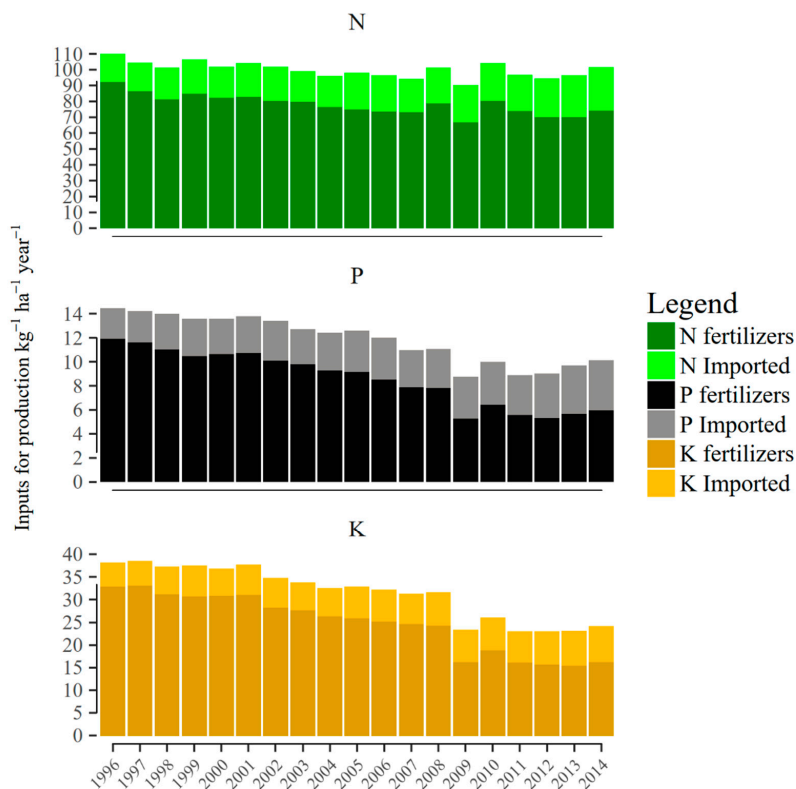 N
110
100
90
80
70
60
50
40
30
20
10
0
P
14
12
10
8
6
4
2
0
K
40
35
30
25
20
15
10
5
0
1996 1997 1998 1999 2000 2001 2002 2003 2004 2005 2006 2007 2008 2009 2010 2011 2012 2013 2014
Inputs for production kg⁻¹ ha⁻¹ year⁻¹
Legend
N fertilizers
N Imported
P fertilizers
P Imported
K fertilizers
K Imported